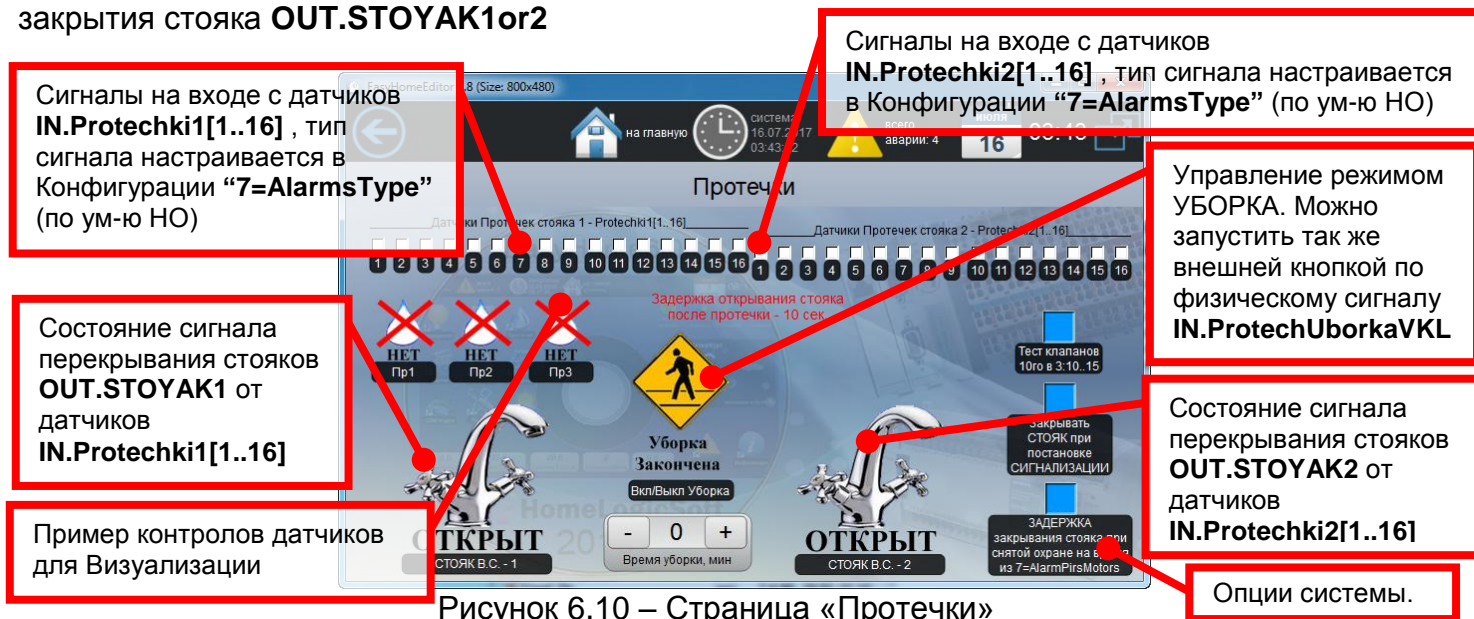 закрытия стояка OUT.STOYAK1or2
Сигналы на входе с датчиков
IN.Protechki1[1..16] , тип
сигнала настраивается в
Конфигурации “7=AlarmsType”
(по ум-ю НО)
Сигналы на входе с датчиков
IN.Protechki2[1..16] , тип сигнала настраивается
в Конфигурации “7=AlarmsType” (по ум-ю НО)
.8 (Size: 800x480)
на главную
система
16.07.2017
03:43:
всего
аварий: 4
июля
16
Протечки
Датчики Протечек стояка 1 - Protechki1[1..16]
Датчики Протечек стояка 2 - Protechki2[1..16]
1 2 3 4 5 6 7 8 9 10 11 12 13 14 15 16
1 2 3 4 5 6 7 8 9 10 11 12 13 14 15 16
Задержка открывания стояка
после протечки - 10 сек
НЕТ НЕТ НЕТ
Пр1 Пр2 Пр3
Тест клапанов
10го в 3:10..15
Закрывать
СТОЯК при
постановке
СИГНАЛИЗАЦИИ
Уборка
Закончена
Вкл/Выкл Уборка
- 0 +
Время уборки, мин
ОТКРЫТ
СТОЯК В.С. - 1
ОТКРЫТ
СТОЯК В.С. - 2
ЗАДЕРЖКА
закрывания стояка при
снятой охране на время
из 7=AlarmPirsMotors
HomeLogicSoft
Управление режимом
УБОРКА. Можно
запустить так же
внешней кнопкой по
физическому сигналу
IN.ProtechUborkaVKL
Состояние сигнала
перекрывания стояков
OUT.STOYAK1 от
датчиков
IN.Protechki1[1..16]
Состояние сигнала
перекрывания стояков
OUT.STOYAK2 от
датчиков
IN.Protechki2[1..16]
Пример контролов датчиков
для Визуализации
Опции системы.
Рисунок 6.10 – Страница «Протечки»